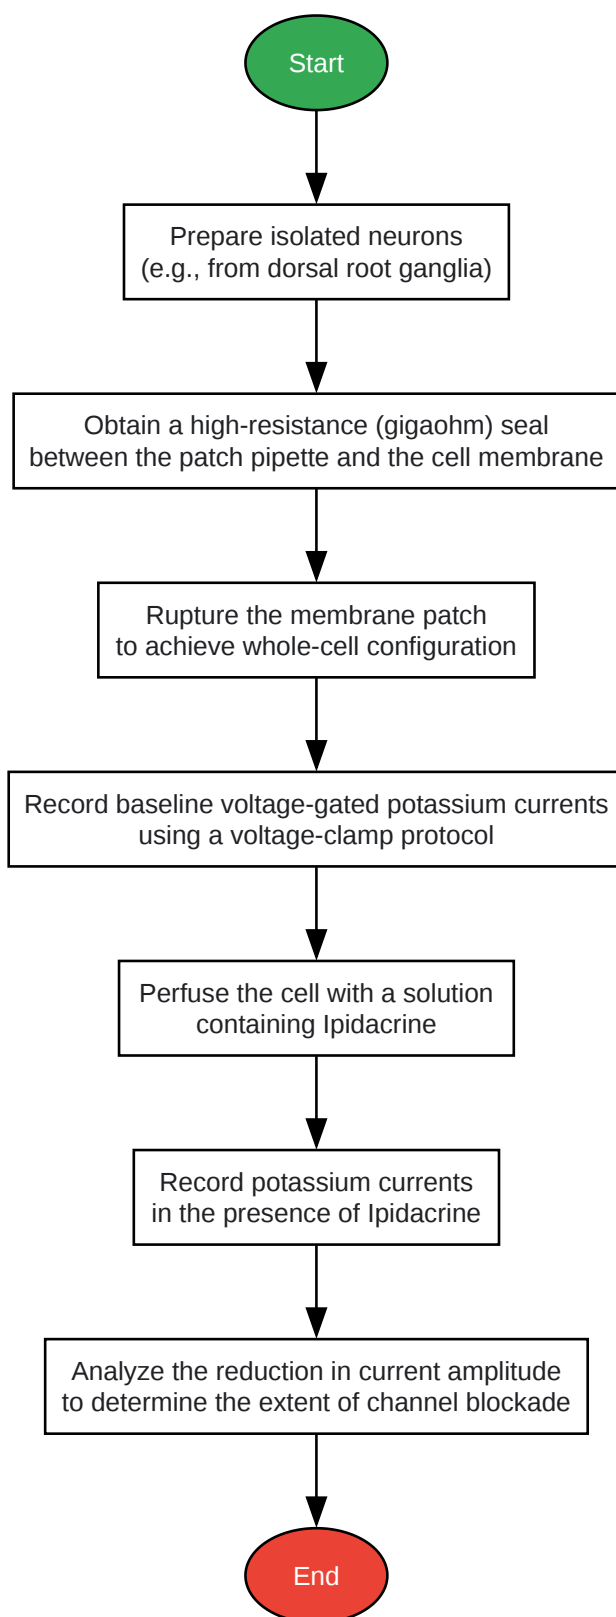 Start
Prepare isolated neurons
(e.g., from dorsal root ganglia)
Obtain a high-resistance (gigaohm) seal
between the patch pipette and the cell membrane
Rupture the membrane patch
to achieve whole-cell configuration
Record baseline voltage-gated potassium currents
using a voltage-clamp protocol
Perfuse the cell with a solution
containing Ipidacrine
Record potassium currents
in the presence of Ipidacrine
Analyze the reduction in current amplitude
to determine the extent of channel blockade
End